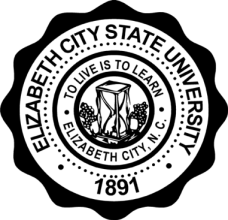 ELIZABETH CITY STATE UNIVERSITY
• 1891 •
TO LIVE IS TO LEARN
• ELIZABETH CITY, N. C. •